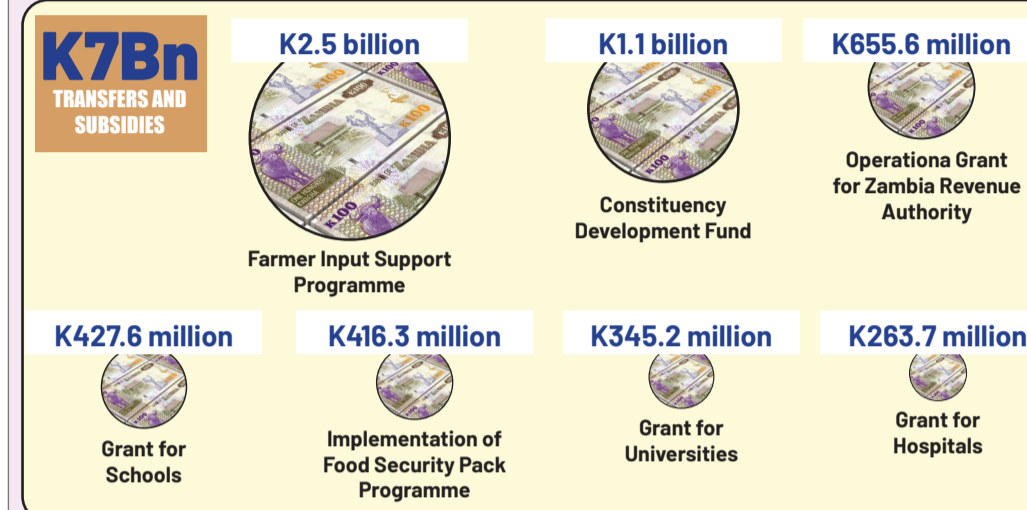 K7Bn
TRANSFERS AND
SUBSIDIES
K2.5 billion
Farmer Input Support
Programme
K1.1 billion
Constituency
Development Fund
K655.6 million
Operationa Grant
for Zambia Revenue
Authority
K427.6 million
Grant for
Schools
K416.3 million
Implementation of
Food Security Pack
Programme
K345.2 million
Grant for
Universities
K263.7 million
Grant for
Hospitals